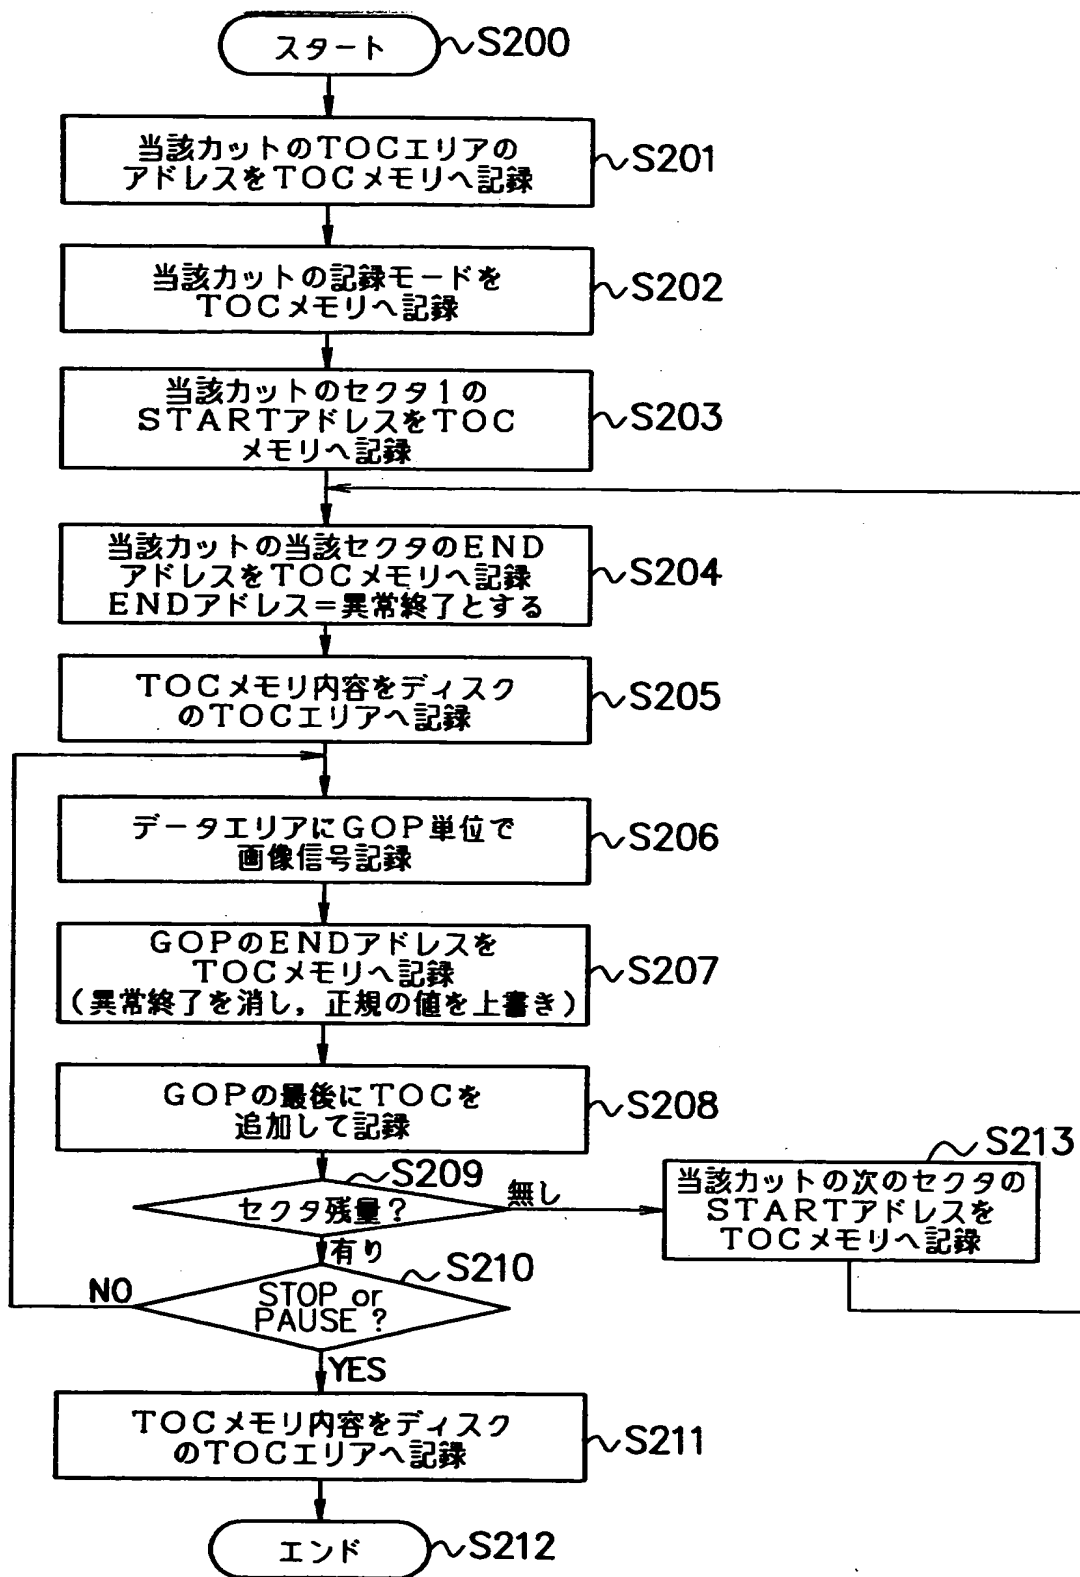 スタート
S200
当該カットのTOCエリアの
アドレスをTOCメモリへ記録
S201
当該カットの記録モードを
TOCメモリへ記録
S202
当該カットのセクタ1の
STARTアドレスをTOC
メモリへ記録
S203
当該カットの当該セクタのEND
アドレスをTOCメモリへ記録
ENDアドレス=異常終了とする
S204
TOCメモリ内容をディスク
のTOCエリアへ記録
S205
データエリアにGOP単位で
画像信号記録
S206
GOPのENDアドレスを
TOCメモリへ記録
(異常終了を消し,正規の値を上書き)
S207
GOPの最後にTOCを
追加して記録
S208
S209
セクタ残量?
無し
S213
当該カットの次のセクタの
STARTアドレスを
TOCメモリへ記録
有り
S210
NO
STOP or
PAUSE ?
YES
TOCメモリ内容をディスク
のTOCエリアへ記録
S211
エンド
S212